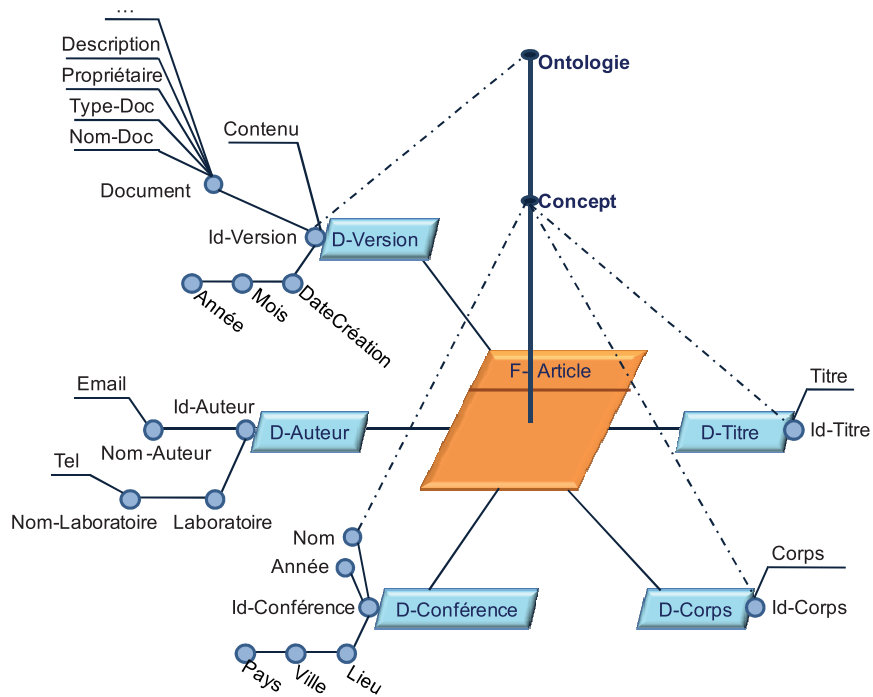 ...
Description
Propriétaire
Type-Doc
Nom-Doc
Document
Contenu
Id-Version
D-Version
Année
Mois
DateCréation
Ontologie
Concept
F- Article
Email
Id-Auteur
D-Auteur
Nom -Auteur
Tel
Nom-Laboratoire
Laboratoire
Titre
D-Titre
Id-Titre
Nom
Année
Id-Conférence
D-Conférence
Pays
Ville
Lieu
Corps
D-Corps
Id-Corps